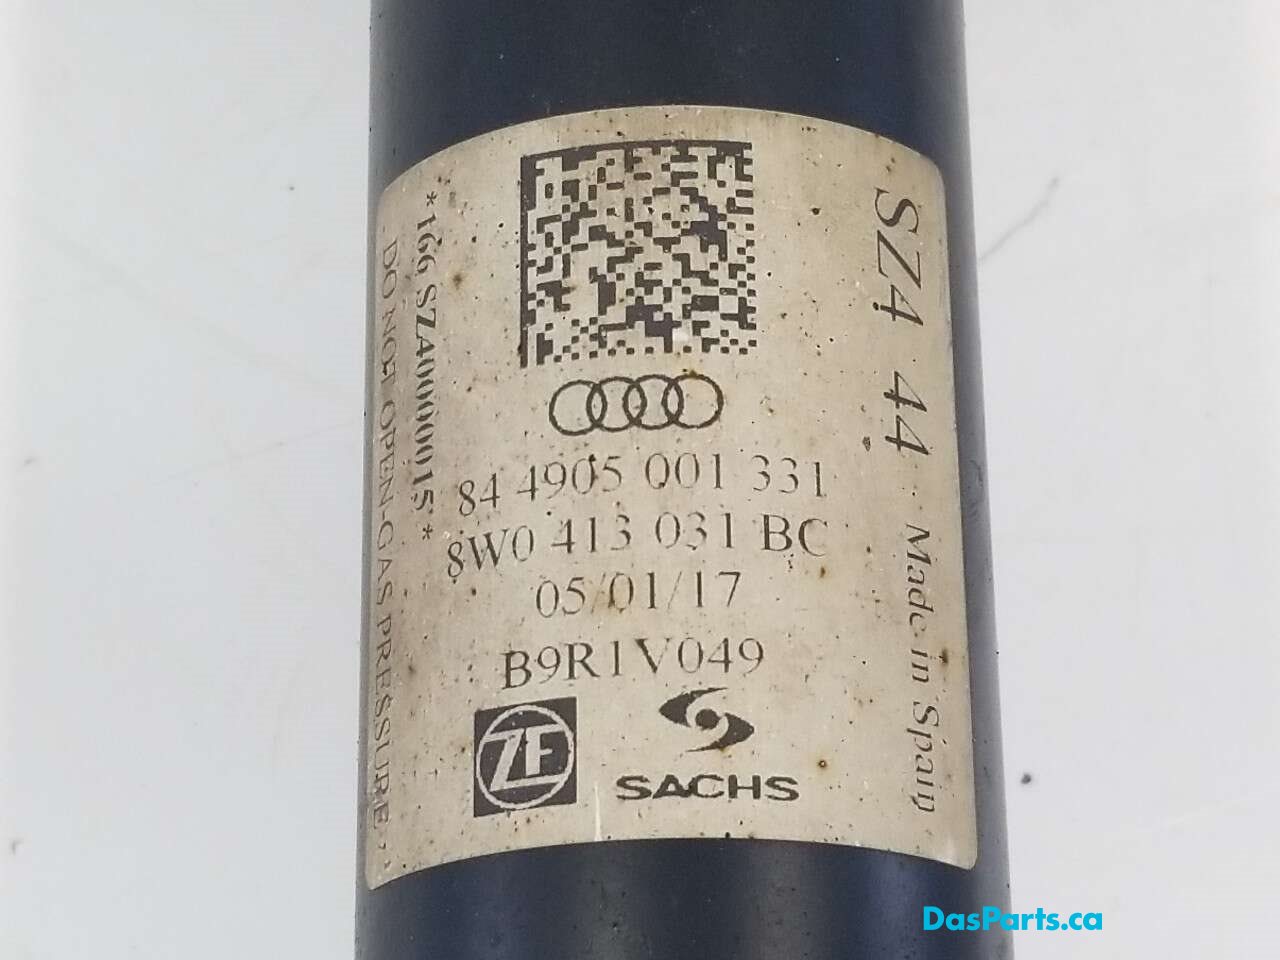 84 4905 001 331
8W0 413 031 BC
05/01/17
B9R1V049
ZF
SACHS
*166 SZ4000015*
DO NOT OPEN-GAS PRESSURE
SZ4 44 Made in Spain
DasParts.ca